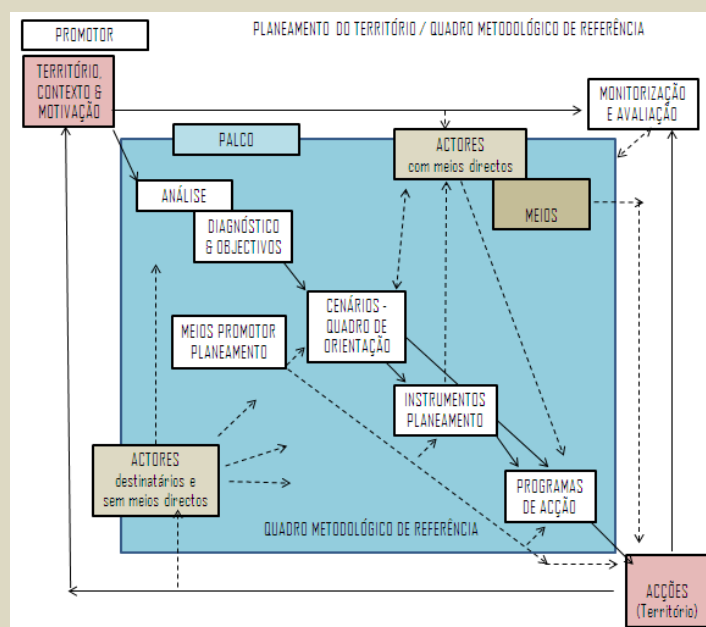 PROMOTOR
PLANEAMENTO DO TERRITÓRIO / QUADRO METODOLÓGICO DE REFERÊNCIA
TERRITÓRIO,
CONTEXTO &
MOTIVAÇÃO
MONITORIZAÇÃO
E AVALIAÇÃO
PALCO
ACTORES
com meios directos
ANÁLISE
MEIOS
DIAGNÓSTICO
& OBJECTIVOS
CENÁRIOS -
QUADRO DE
ORIENTAÇÃO
MEIOS PROMOTOR
PLANEAMENTO
INSTRUMENTOS
PLANEAMENTO
ACTORES
destinatários e
sem meios directos
PROGRAMAS
DE ACÇÃO
QUADRO METODOLÓGICO DE REFERÊNCIA
ACÇÕES
(Território)